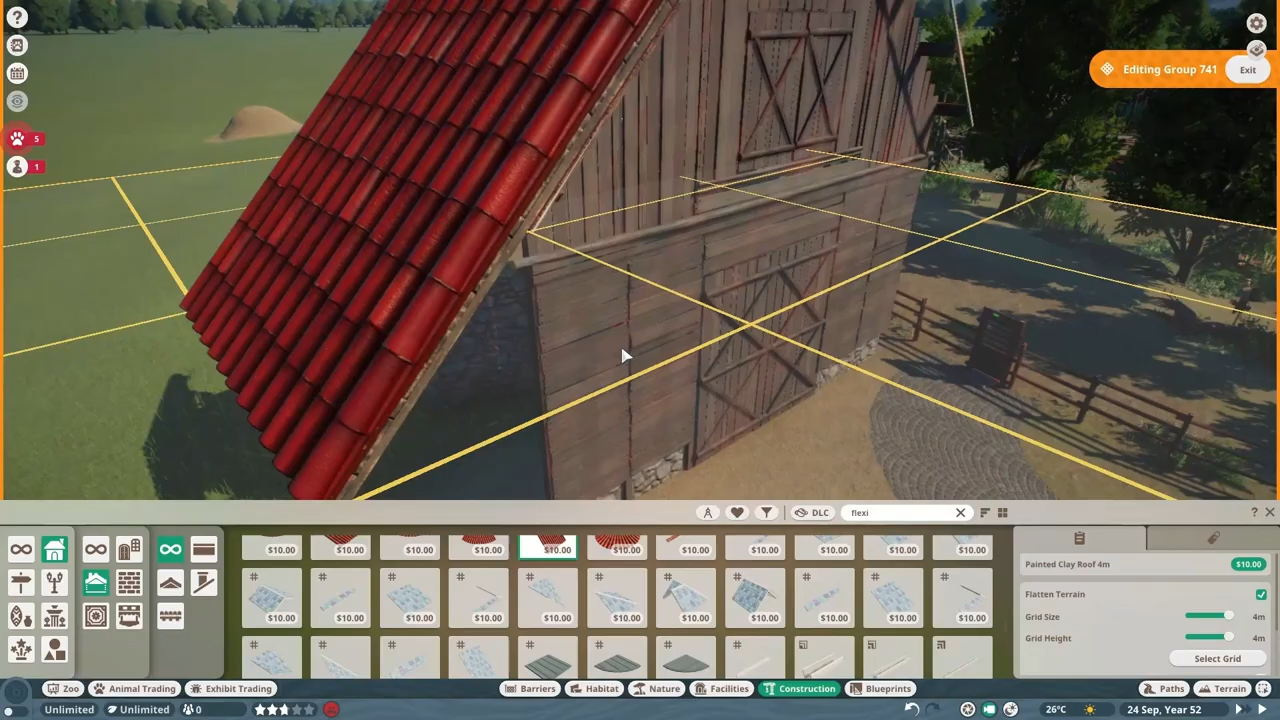 ?
Editing Group 741
Exit
5
1
DLC
flexi
?
$10.00 $10.00 $10.00 $10.00 $10.00 $10.00 $10.00 $10.00 $10.00 $10.00 $10.00
$10.00 $10.00 $10.00 $10.00 $10.00 $10.00 $10.00 $10.00 $10.00 $10.00 $10.00
Painted Clay Roof 4m
$10.00
Flatten Terrain
Grid Size
4m
Grid Height
4m
Select Grid
Zoo
Animal Trading
Exhibit Trading
Barriers
Habitat
Nature
Facilities
Construction
Blueprints
Paths
Terrain
Unlimited
Unlimited
0
26°C
24 Sep, Year 52